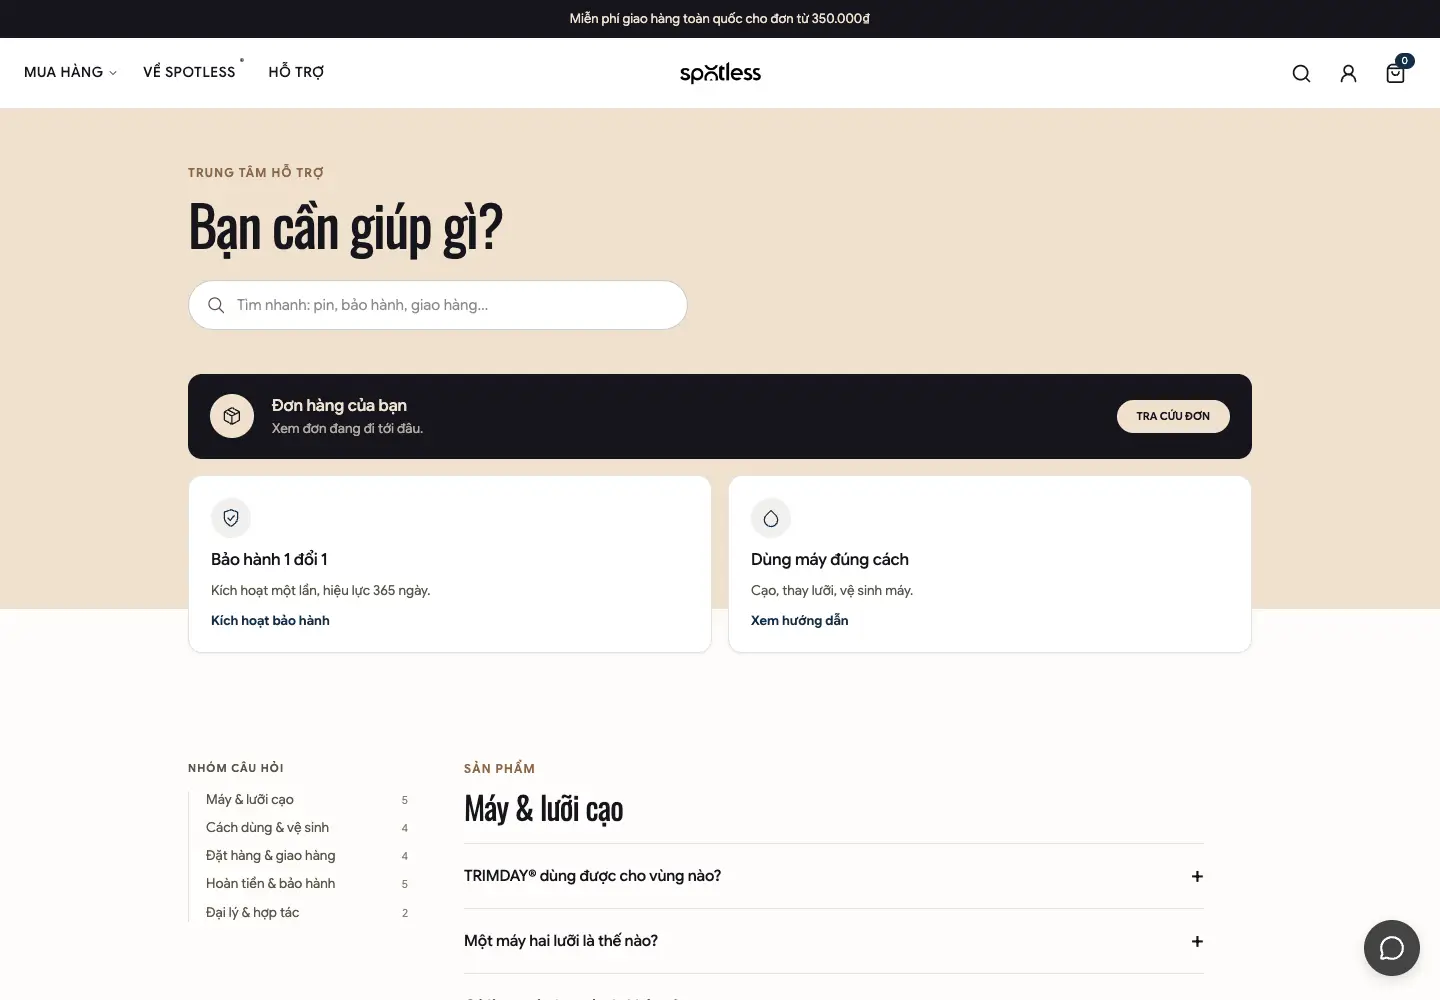 Miễn phí giao hàng toàn quốc cho đơn từ 350.000₫
MUA HÀNG
VỀ SPOTLESS
HỖ TRỢ
spotless
0
TRUNG TÂM HỖ TRỢ
Bạn cần giúp gì?
Tìm nhanh: pin, bảo hành, giao hàng...
Đơn hàng của bạn
Xem đơn đang đi tới đâu.
TRA CỨU ĐƠN
Bảo hành 1 đổi 1
Kích hoạt một lần, hiệu lực 365 ngày.
Kích hoạt bảo hành
Dùng máy đúng cách
Cạo, thay lưỡi, vệ sinh máy.
Xem hướng dẫn
NHÓM CÂU HỎI
Máy & lưỡi cạo 5
Cách dùng & vệ sinh 4
Đặt hàng & giao hàng 4
Hoàn tiền & bảo hành 5
Đại lý & hợp tác 2
SẢN PHẨM
Máy & lưỡi cạo
TRIMDAY® dùng được cho vùng nào? +
Một máy hai lưỡi là thế nào? +